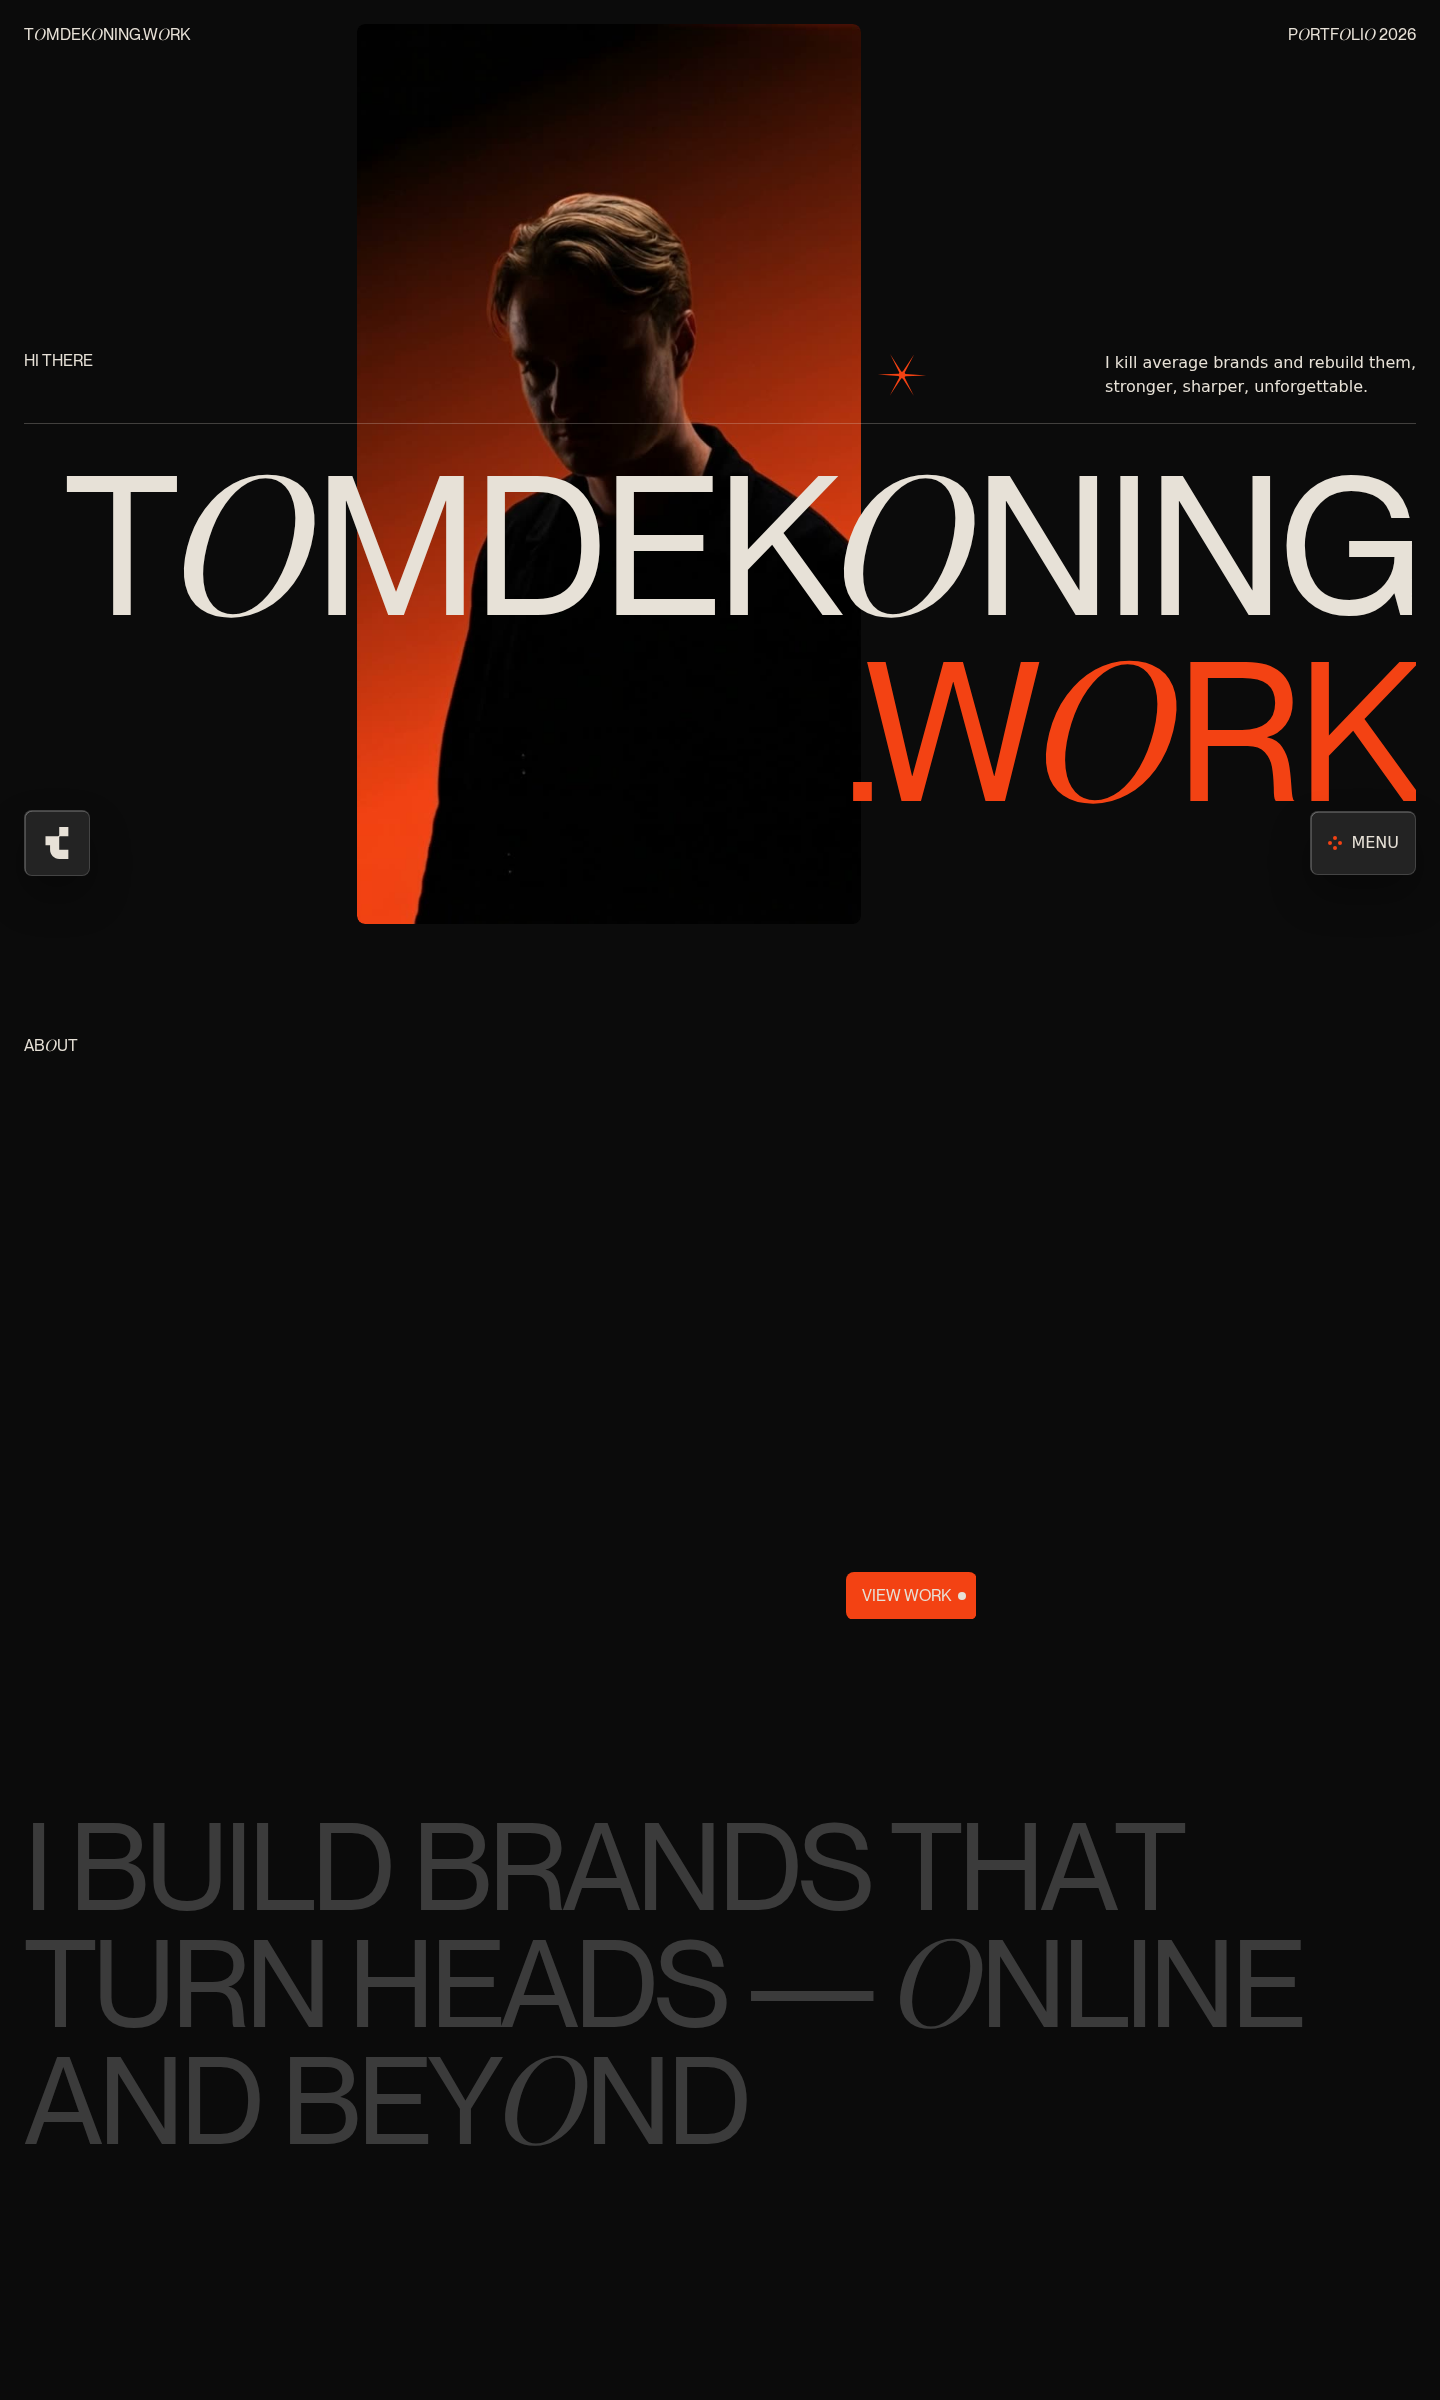 TOMDEKONING.WORK
PORTFOLIO 2026
HI THERE
I kill average brands and rebuild them,
stronger, sharper, unforgettable.
TOMDEKONING
.WORK
MENU
ABOUT
VIEW WORK
I BUILD BRANDS THAT
TURN HEADS — ONLINE
AND BEYOND